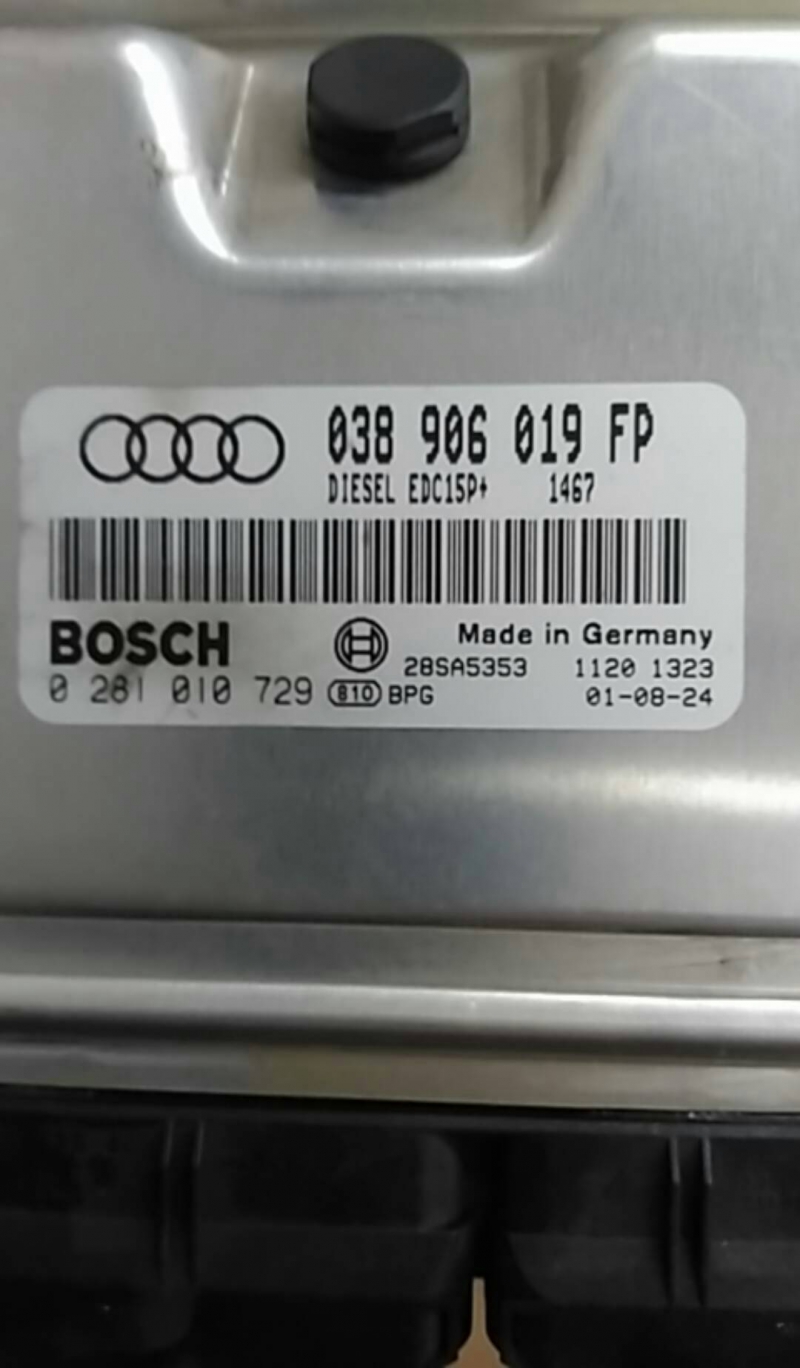 038 906 019 FP
DIESEL EDC15P+ 1467
BOSCH Made in Germany
28SA5353 1120 1323
0 281 010 729 810 BPG 01-08-24